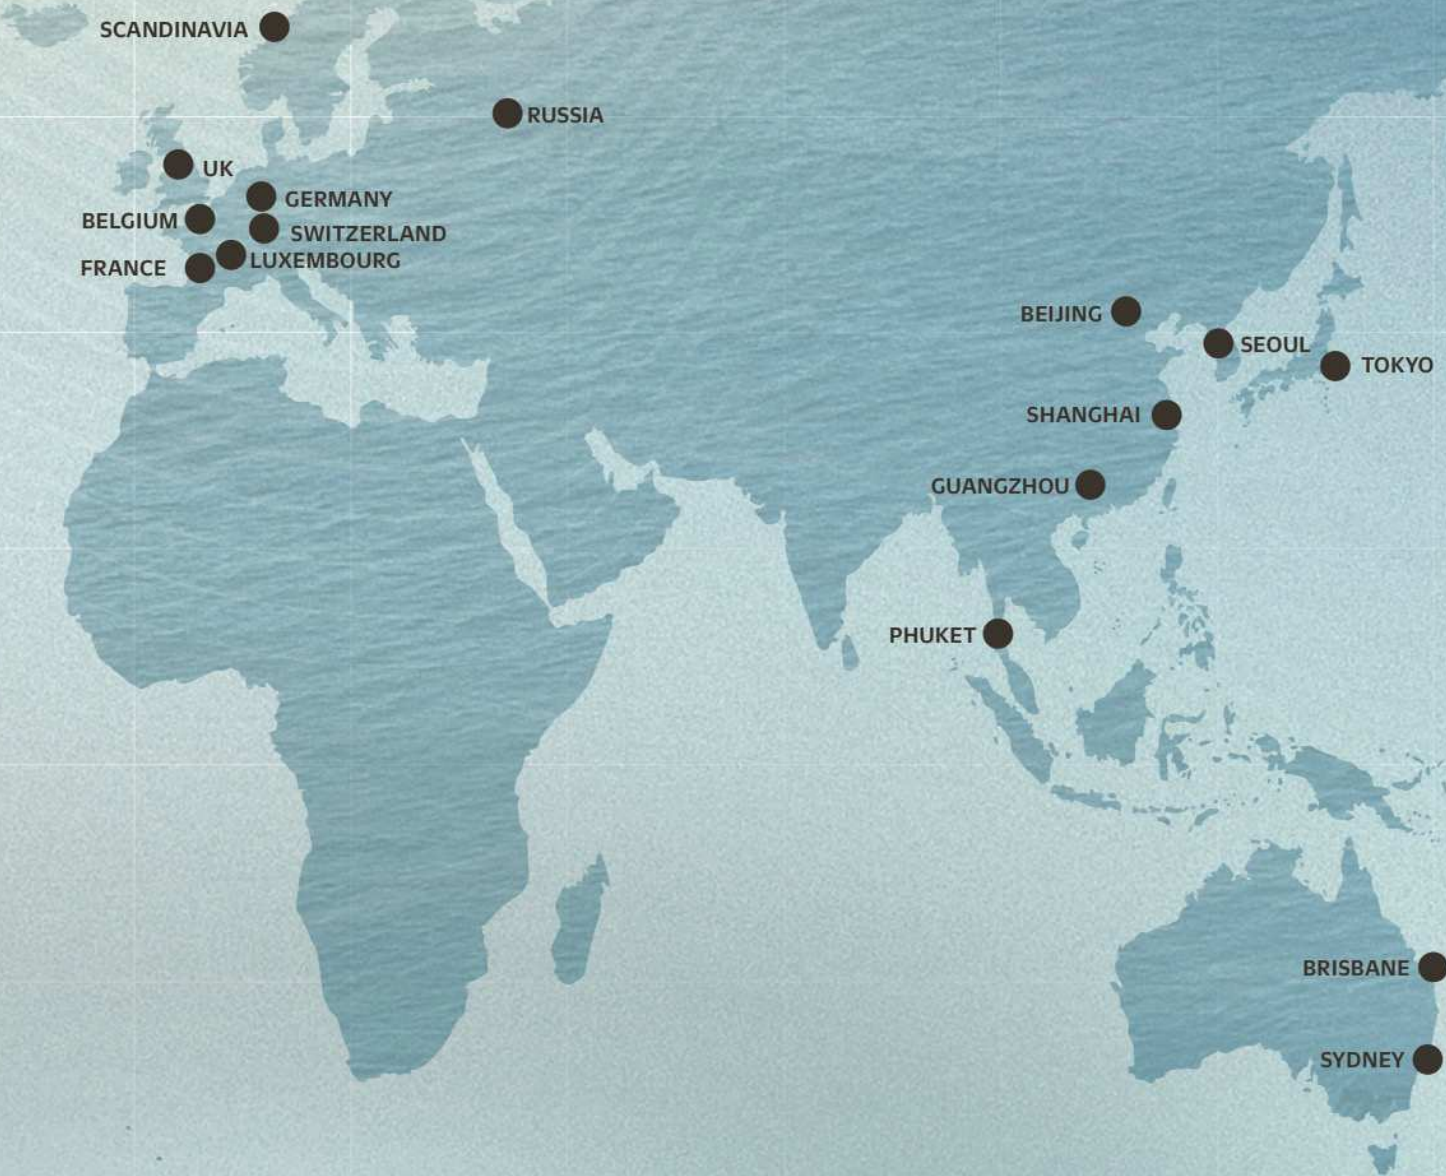 SCANDINAVIA
RUSSIA
UK
GERMANY
BELGIUM
SWITZERLAND
LUXEMBOURG
FRANCE
BEIJING
SEOUL
TOKYO
SHANGHAI
GUANGZHOU
PHUKET
BRISBANE
SYDNEY